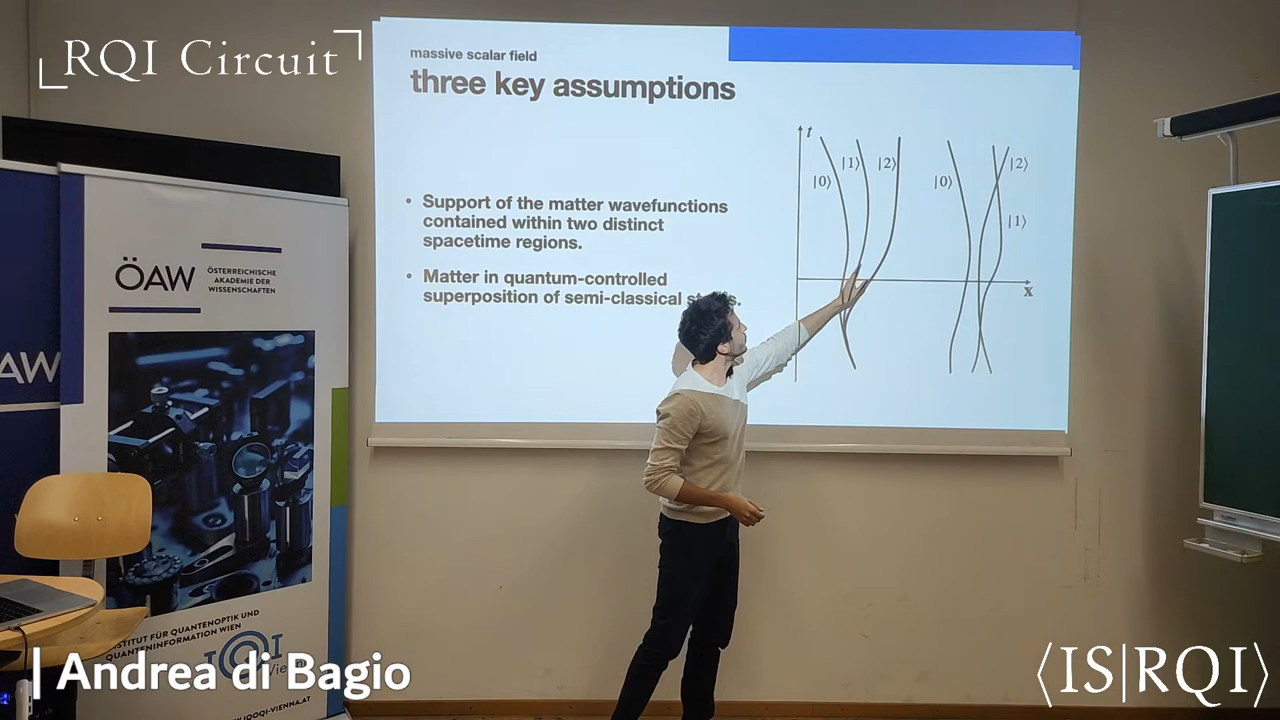 RQI Circuit
massive scalar field
three key assumptions
• Support of the matter wavefunctions
contained within two distinct
spacetime regions.
• Matter in quantum-controlled
superposition of semi-classical
t
|0⟩
|1⟩
|2⟩
|0⟩
|2⟩
|1⟩
x
ÖAW
ÖSTERREICHISCHE
AKADEMIE DER
WISSENSCHAFTEN
AW
INSTITUT FÜR QUANTENOPTIK UND
QUANTENINFORMATION WIEN
| Andrea di Bagio
⟨IS|RQI⟩